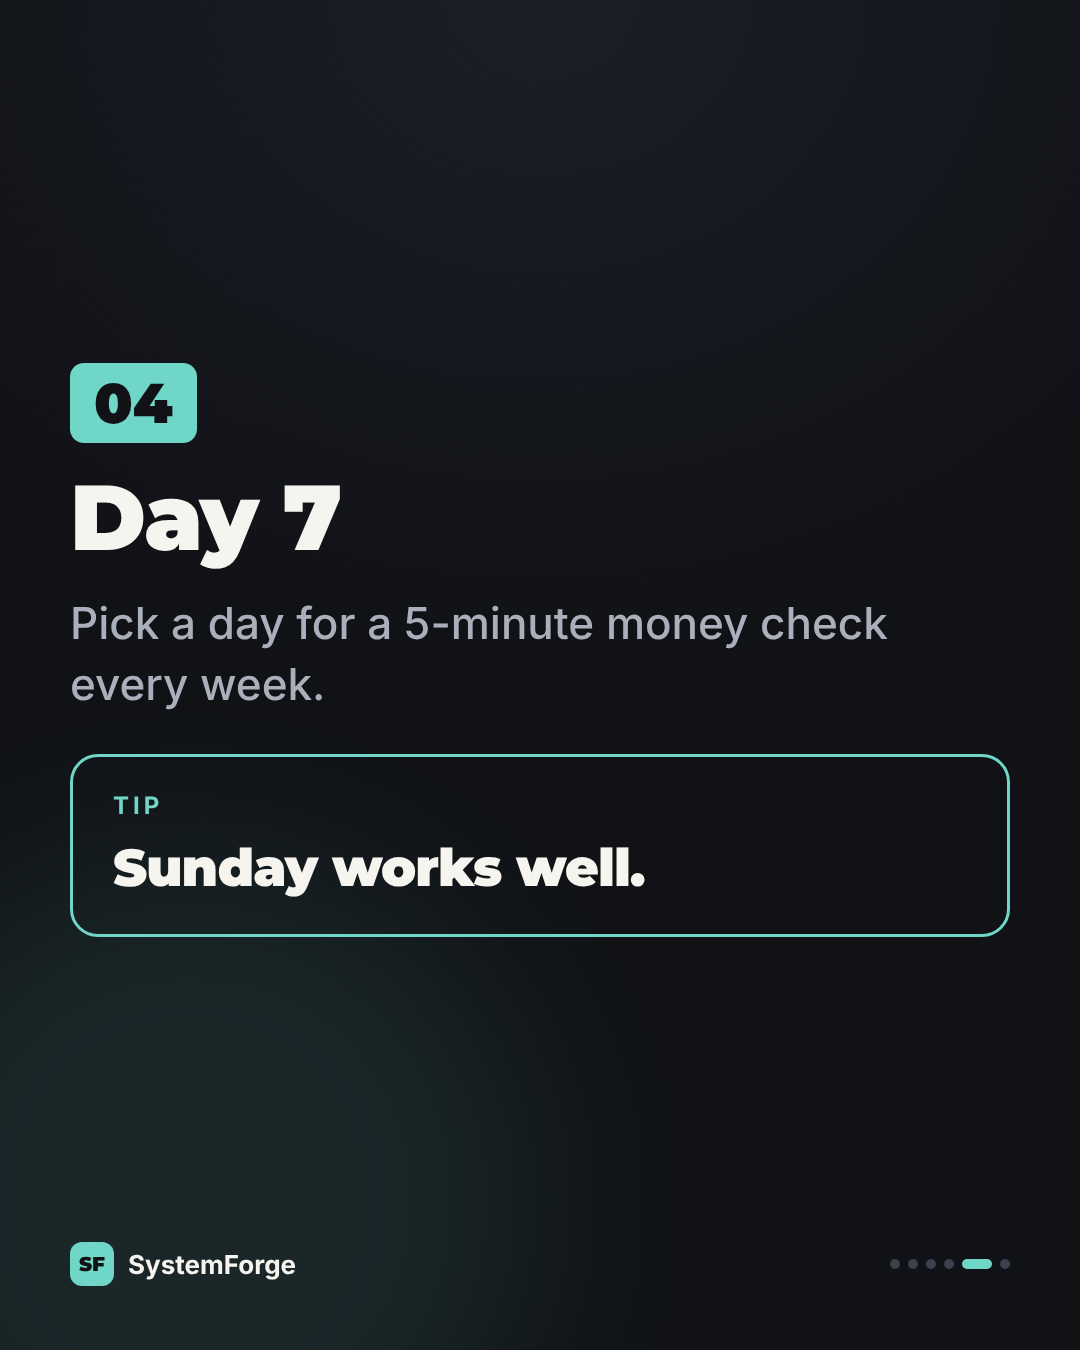 04
Day 7
Pick a day for a 5-minute money check
every week.
TIP
Sunday works well.
SF SystemForge